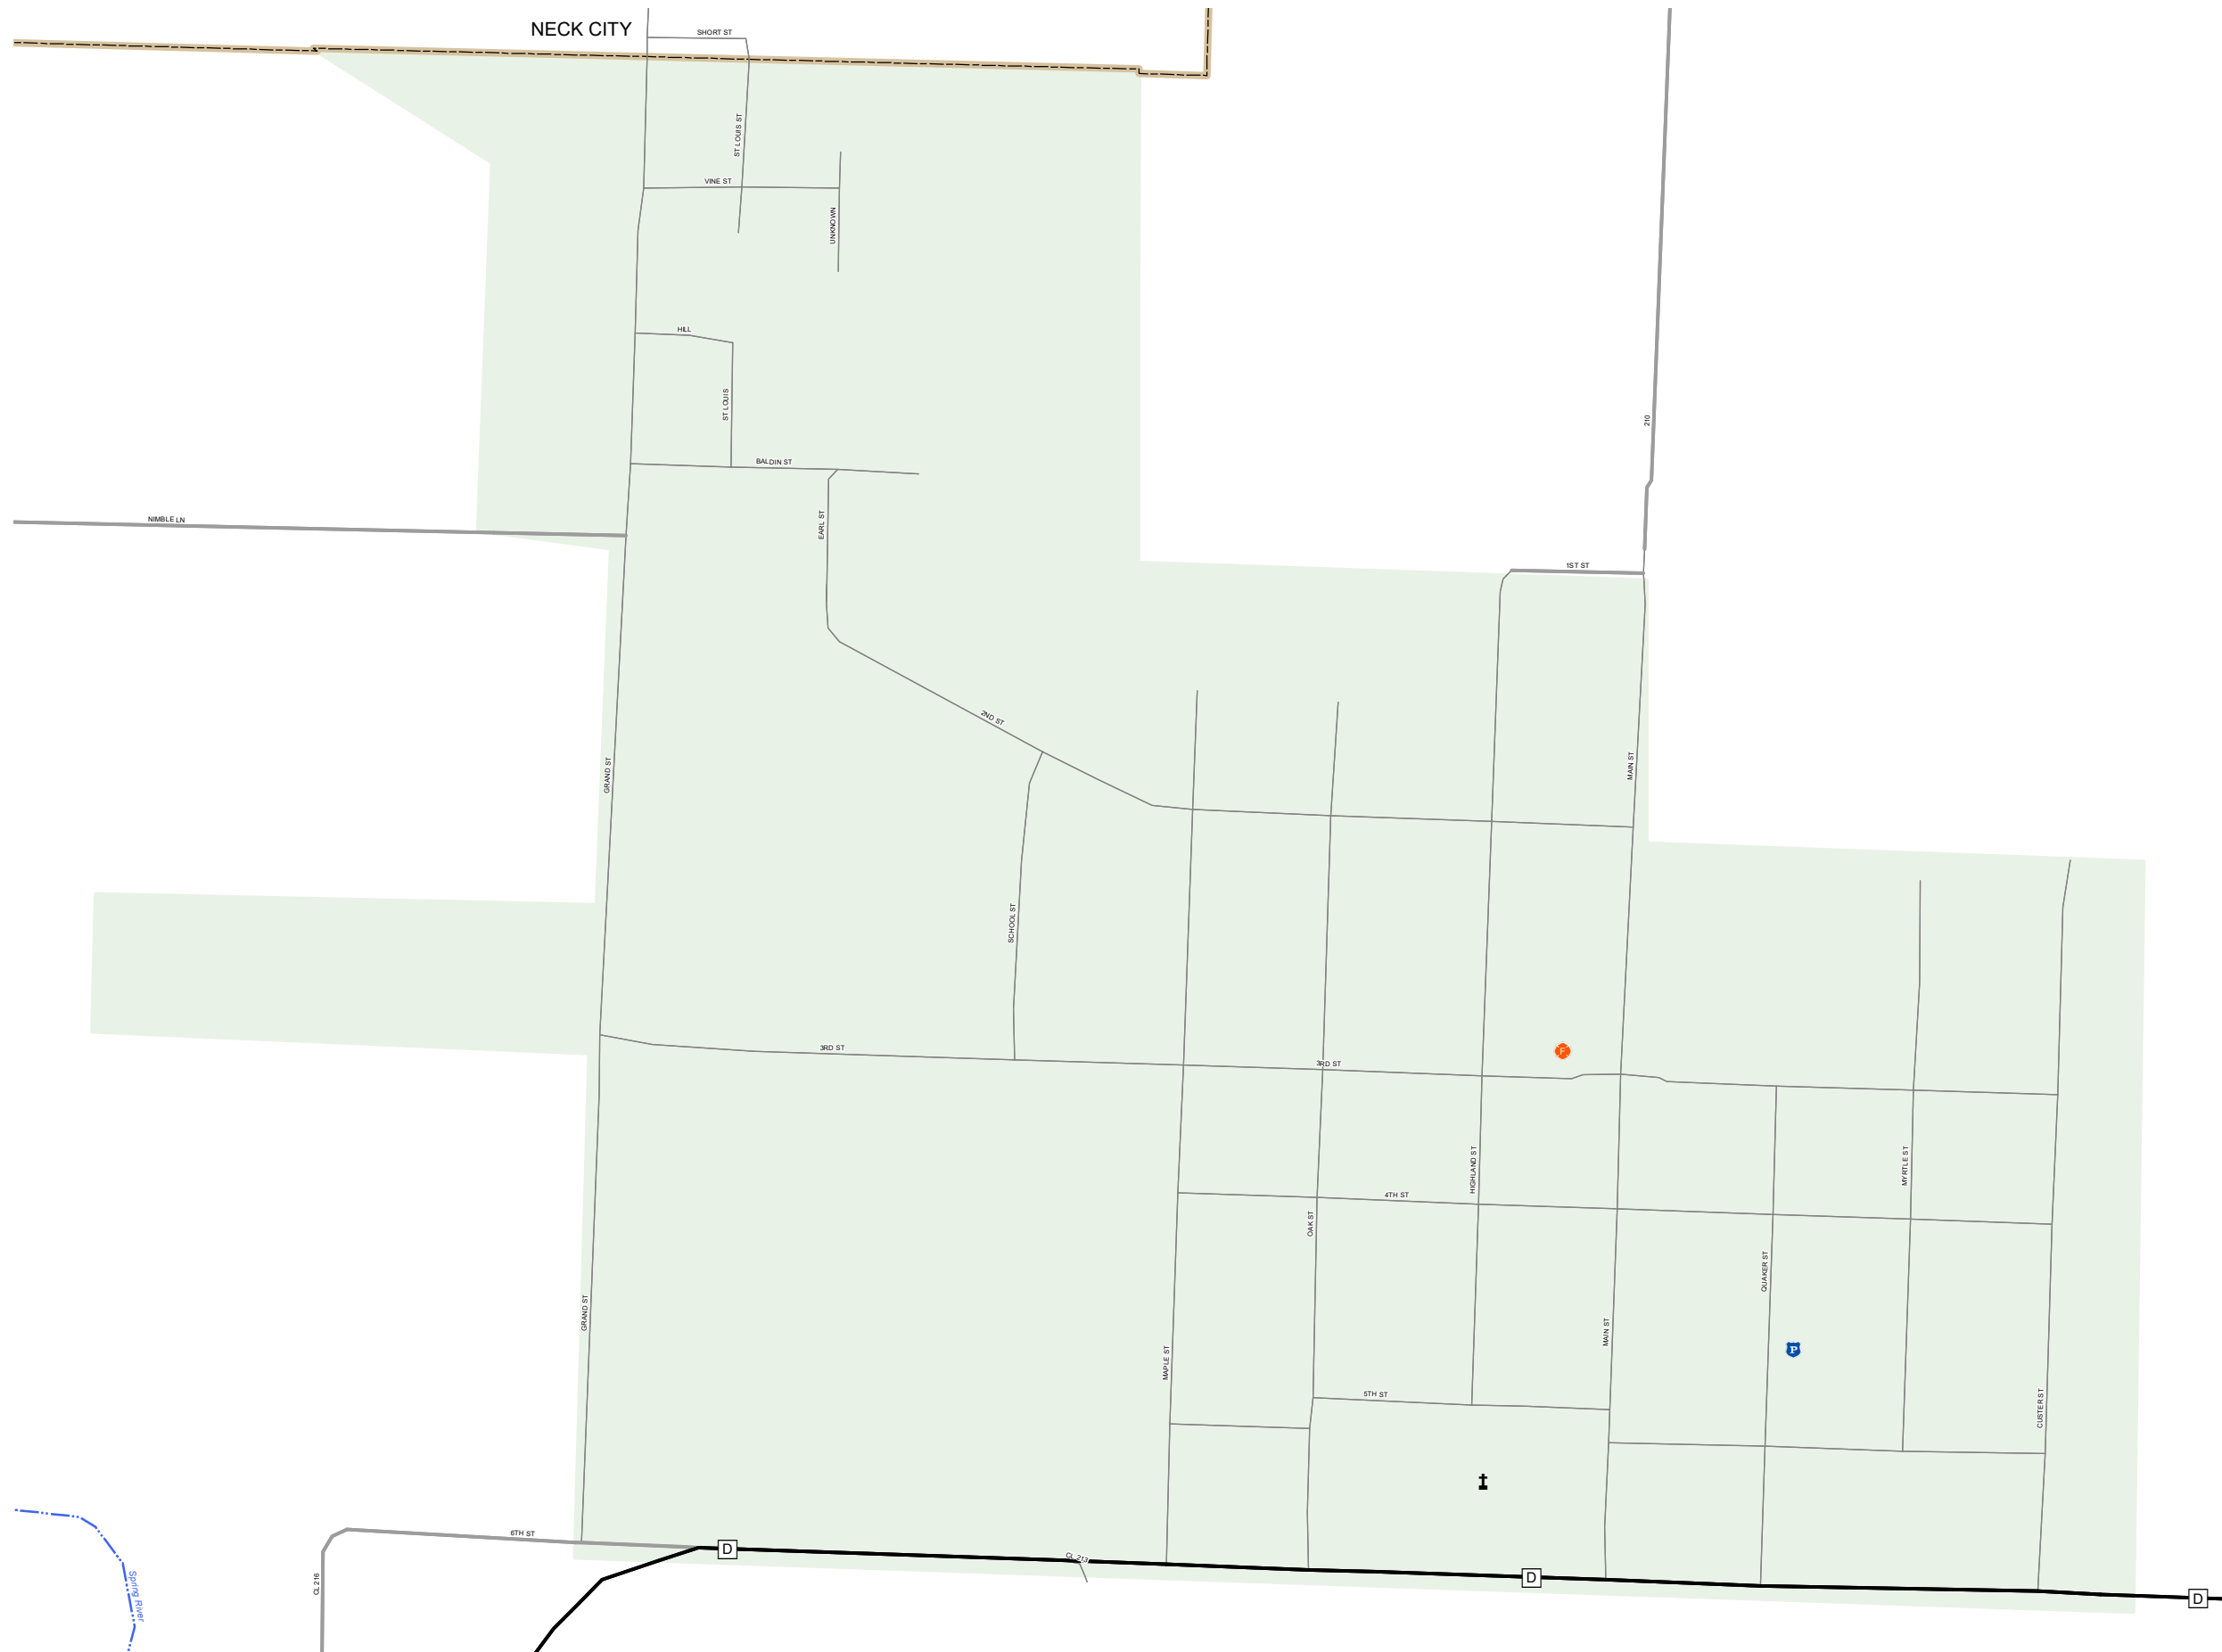 NECK CITY
SHORT ST
ST LOUIS ST
VINE ST
UNKNOWN
HILL
ST LOUIS
210
BALDIN ST
NIMBLE LN
EARL ST
1ST ST
2ND ST
MAIN ST
GRAND ST
SCHOOL ST
3RD ST
3RD ST
F
HIGHLAND ST
MYRTLE ST
4TH ST
OAK ST
QUAKER ST
GRAND ST
MAIN ST
P
MAPLE ST
5TH ST
CUSTER ST
6TH ST
D
CL 213
D
CL 216
Spring River
D